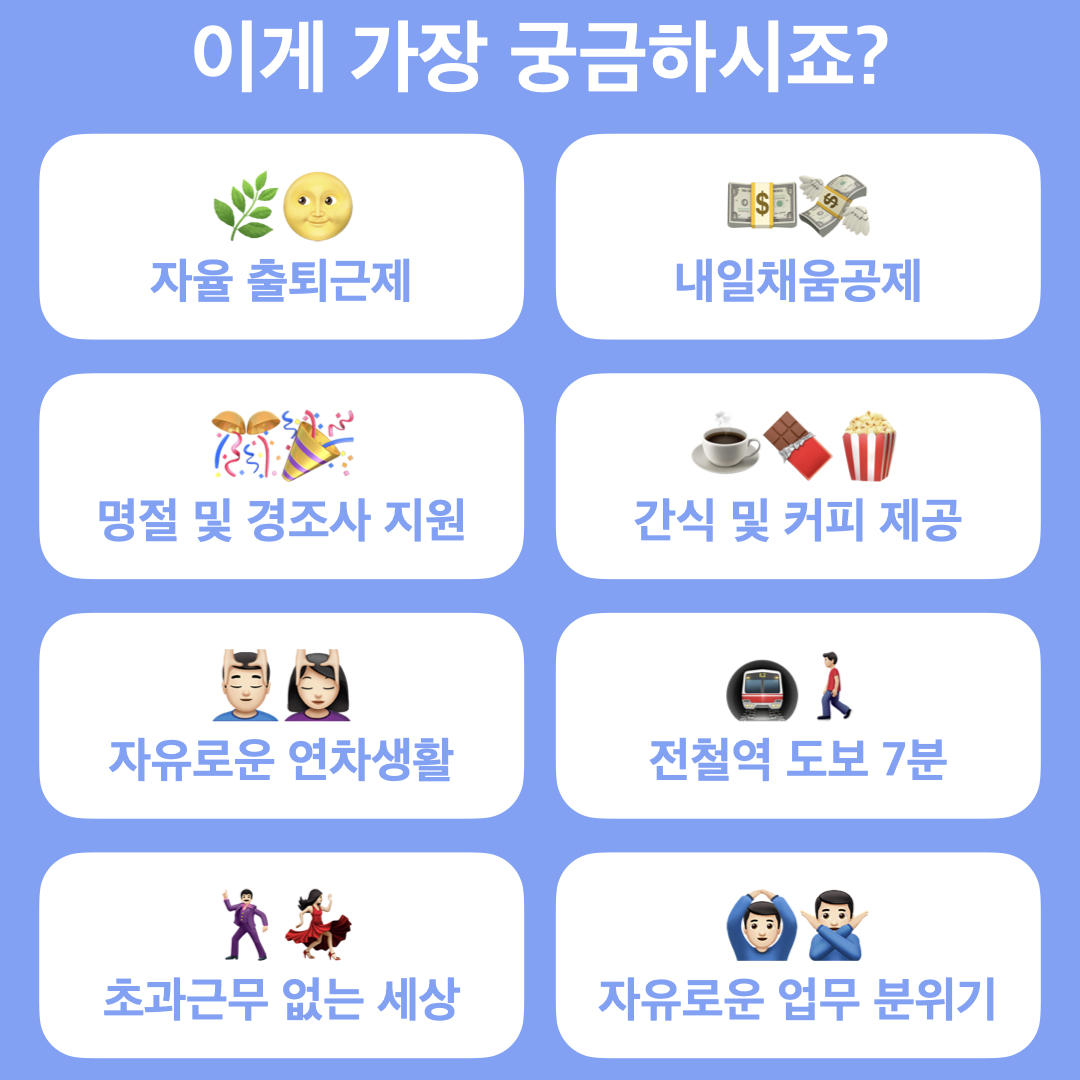 이게 가장 궁금하시죠?
자율 출퇴근제
내일채움공제
명절 및 경조사 지원
간식 및 커피 제공
자유로운 연차생활
전철역 도보 7분
초과근무 없는 세상
자유로운 업무 분위기